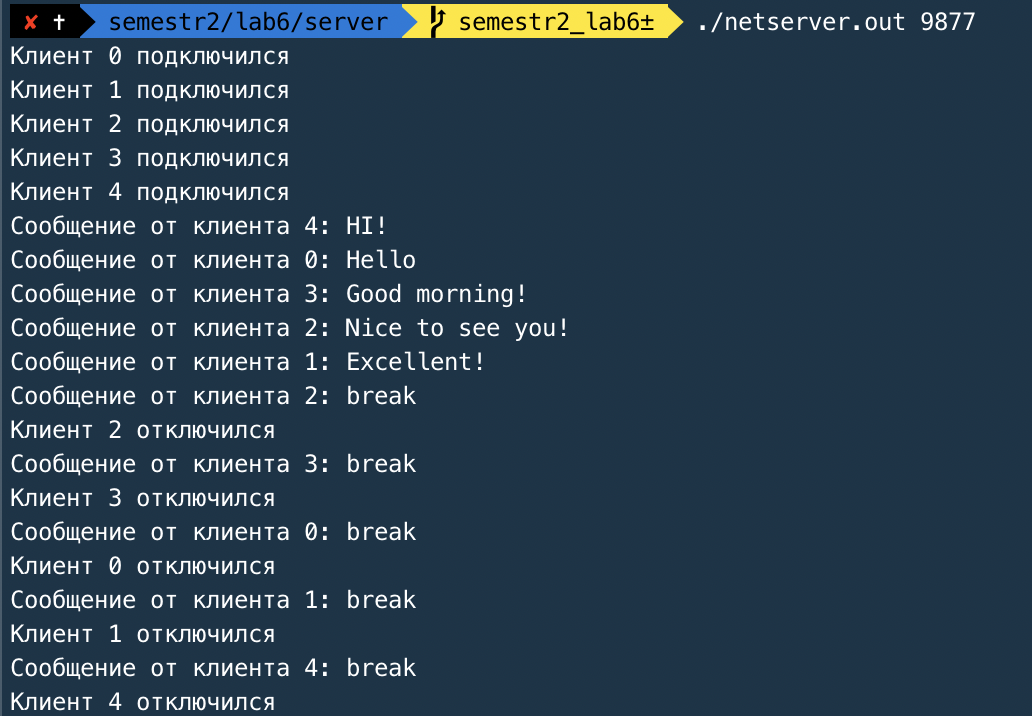 ✘ ✝ semestr2/lab6/server semestr2_lab6± ./netserver.out 9877
Клиент 0 подключился
Клиент 1 подключился
Клиент 2 подключился
Клиент 3 подключился
Клиент 4 подключился
Сообщение от клиента 4: HI!
Сообщение от клиента 0: Hello
Сообщение от клиента 3: Good morning!
Сообщение от клиента 2: Nice to see you!
Сообщение от клиента 1: Excellent!
Сообщение от клиента 2: break
Клиент 2 отключился
Сообщение от клиента 3: break
Клиент 3 отключился
Сообщение от клиента 0: break
Клиент 0 отключился
Сообщение от клиента 1: break
Клиент 1 отключился
Сообщение от клиента 4: break
Клиент 4 отключился